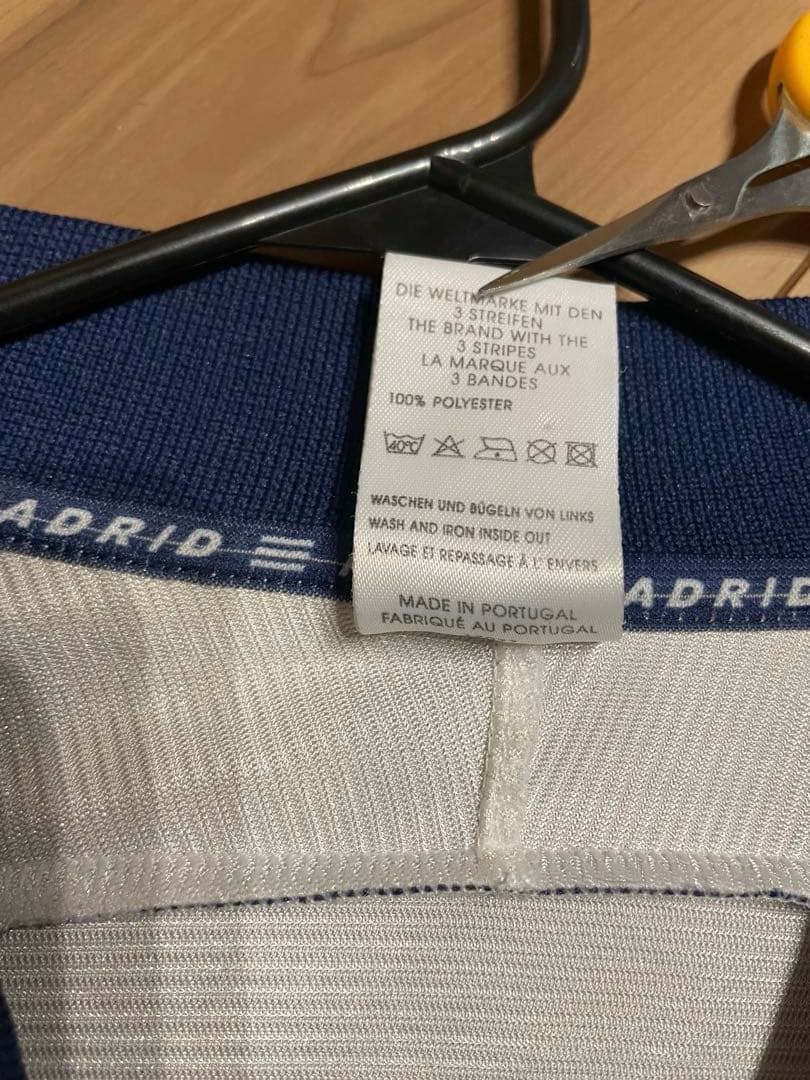 DIE WELTMARKE MIT DEN
3 STREIFEN
THE BRAND WITH THE
3 STRIPES
LA MARQUE AUX
3 BANDES
100% POLYESTER
40°C
WASCHEN UND BÜGELN VON LINKS
WASH AND IRON INSIDE OUT
LAVAGE ET REPASSAGE À L'ENVERS
MADE IN PORTUGAL
FABRIQUÉ AU PORTUGAL
ADRID
ADRID